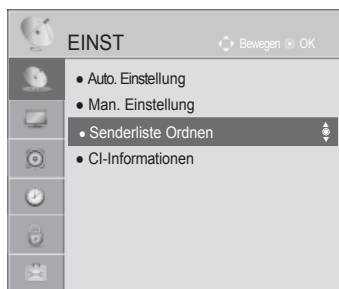 EINST
Bewegen OK
● Auto. Einstellung
● Man. Einstellung
● Senderliste Ordnen
● CI-Informationen